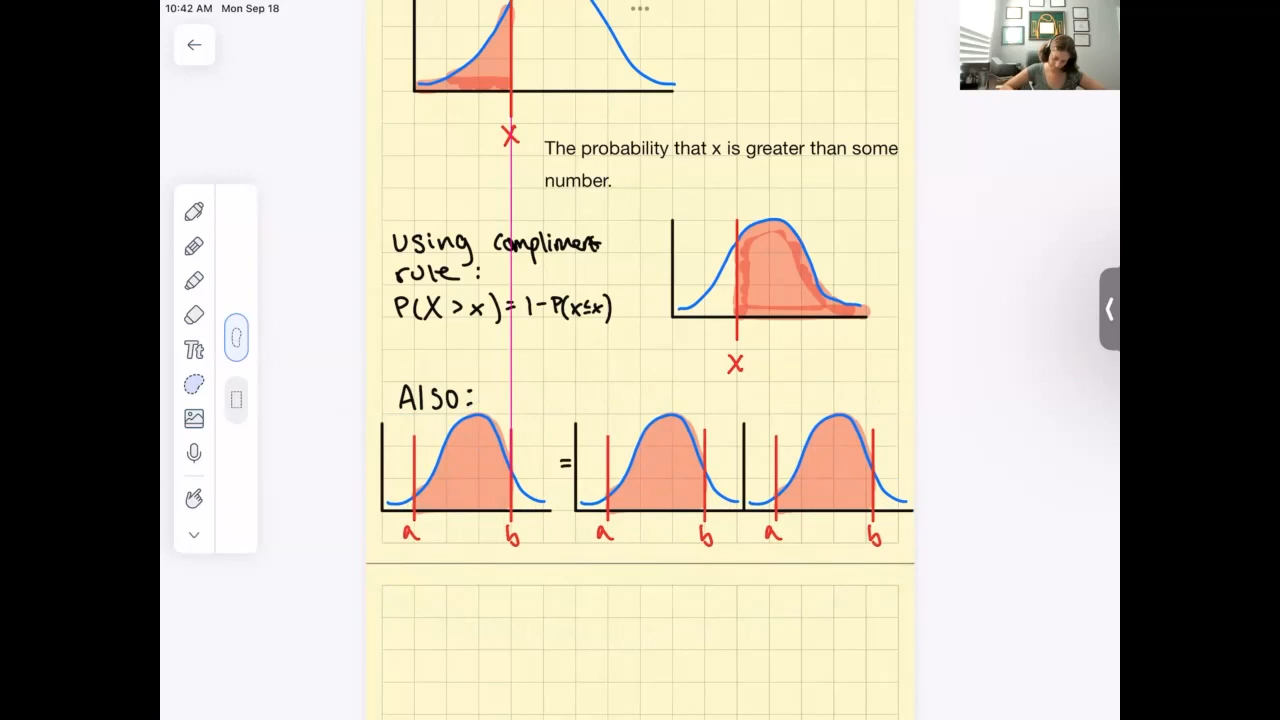 10:42 AM Mon Sep 18
x
The probability that x is greater than some
number.
using compliment
rule:
P(X > x) = 1 - P(x ≤ x)
x
Also:
=
a b a b a b
Tt